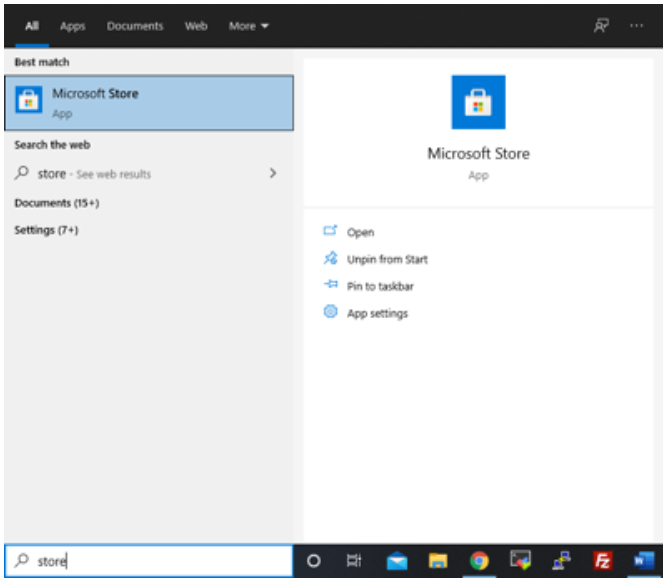 All Apps Documents Web More
Best match
Microsoft Store
App
Search the web
store - See web results
Documents (15+)
Settings (7+)
Microsoft Store
App
Open
Unpin from Start
Pin to taskbar
App settings
store